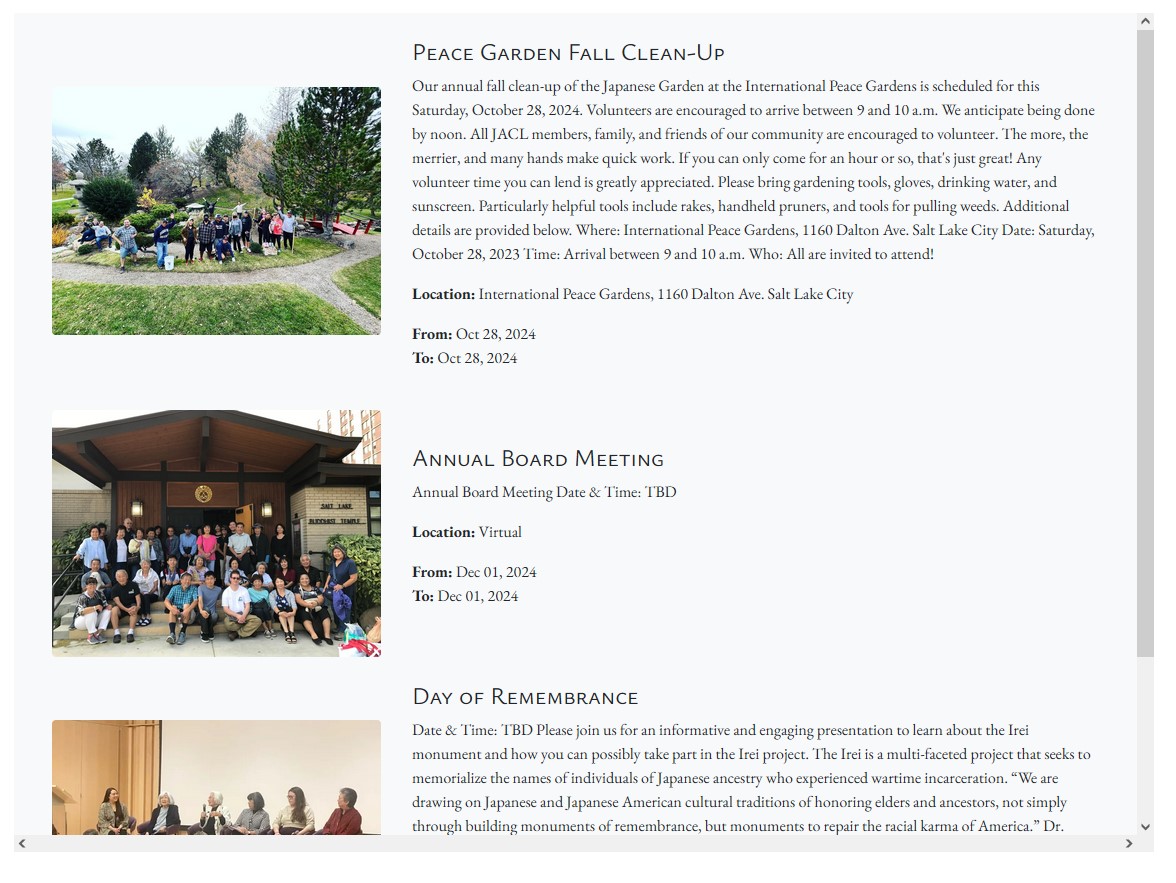 Peace Garden Fall Clean-Up
Our annual fall clean-up of the Japanese Garden at the International Peace Gardens is scheduled for this
Saturday, October 28, 2024. Volunteers are encouraged to arrive between 9 and 10 a.m. We anticipate being done
by noon. All JACL members, family, and friends of our community are encouraged to volunteer. The more, the
merrier, and many hands make quick work. If you can only come for an hour or so, that's just great! Any
volunteer time you can lend is greatly appreciated. Please bring gardening tools, gloves, drinking water, and
sunscreen. Particularly helpful tools include rakes, handheld pruners, and tools for pulling weeds. Additional
details are provided below. Where: International Peace Gardens, 1160 Dalton Ave. Salt Lake City Date: Saturday,
October 28, 2023 Time: Arrival between 9 and 10 a.m. Who: All are invited to attend!
Location: International Peace Gardens, 1160 Dalton Ave. Salt Lake City
From: Oct 28, 2024
To: Oct 28, 2024
SALT LAKE
BUDDHIST TEMPLE
Annual Board Meeting
Annual Board Meeting Date & Time: TBD
Location: Virtual
From: Dec 01, 2024
To: Dec 01, 2024
Day of Remembrance
Date & Time: TBD Please join us for an informative and engaging presentation to learn about the Irei
monument and how you can possibly take part in the Irei project. The Irei is a multi-faceted project that seeks to
memorialize the names of individuals of Japanese ancestry who experienced wartime incarceration. “We are
drawing on Japanese and Japanese American cultural traditions of honoring elders and ancestors, not simply
through building monuments of remembrance, but monuments to repair the racial karma of America.” Dr.